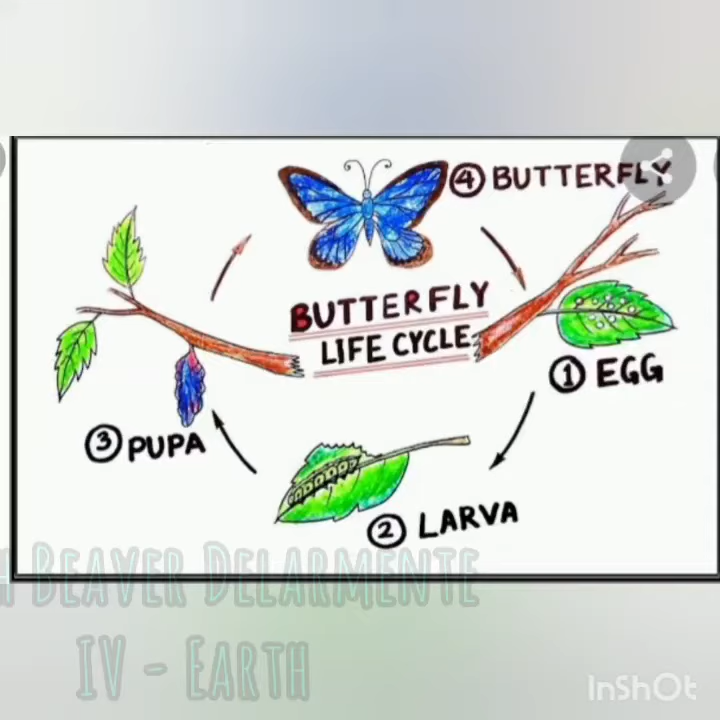 ④ BUTTERFLY
BUTTERFLY
LIFE CYCLE
① EGG
③ PUPA
② LARVA
BEAVER DELARMENTE
IV - EARTH
InShOt